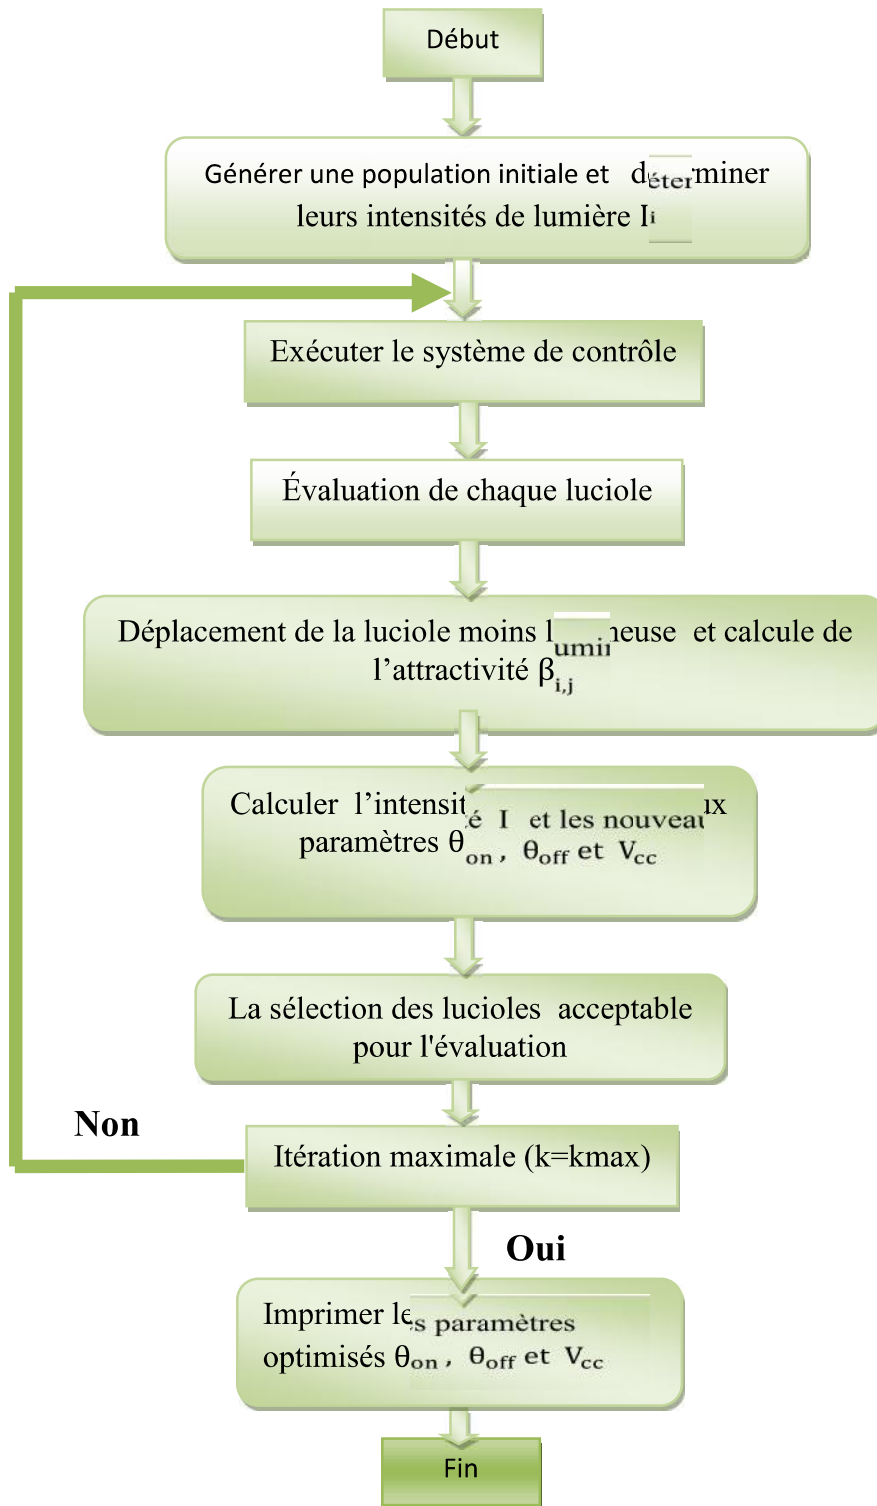 Début
Générer une population initiale et déterminer
leurs intensités de lumière Ii
Exécuter le système de contrôle
Évaluation de chaque luciole
Déplacement de la luciole moins lumineuse et calcule de
l’attractivité βi,j
Calculer l’intensité I et les nouveaux
paramètres θon , θoff et Vcc
La sélection des lucioles acceptable
pour l'évaluation
Non
Itération maximale (k=kmax)
Oui
Imprimer les paramètres
optimisés θon , θoff et Vcc
Fin